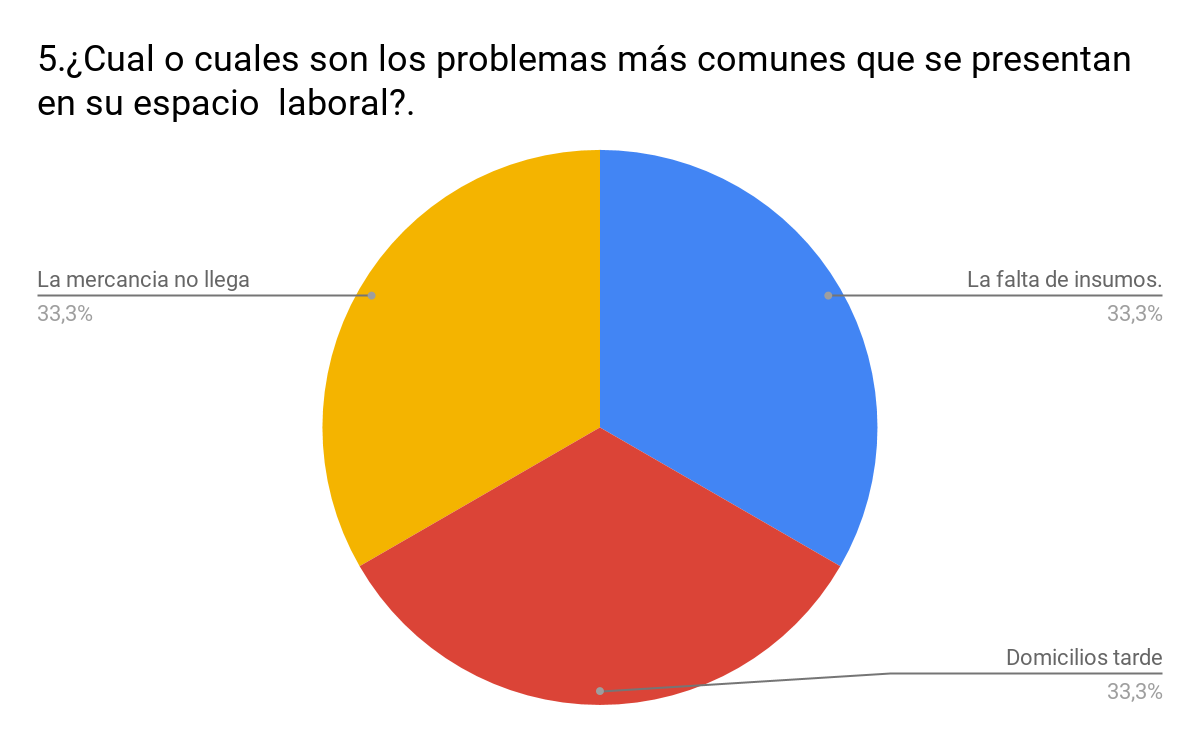 5.¿Cual o cuales son los problemas más comunes que se presentan
en su espacio  laboral?.
La mercancia no llega
33,3%
La falta de insumos.
33,3%
Domicilios tarde
33,3%